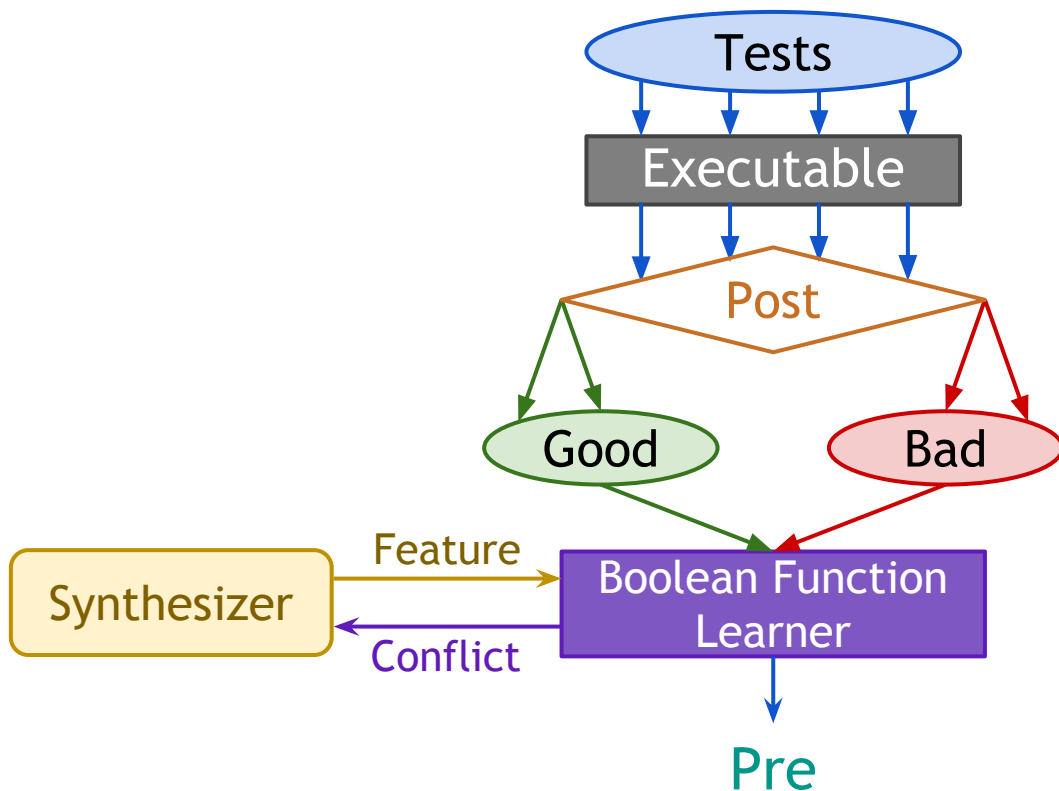 Tests
Executable
Post
Good
Bad
Feature
Synthesizer
Conflict
Boolean Function
Learner
Pre